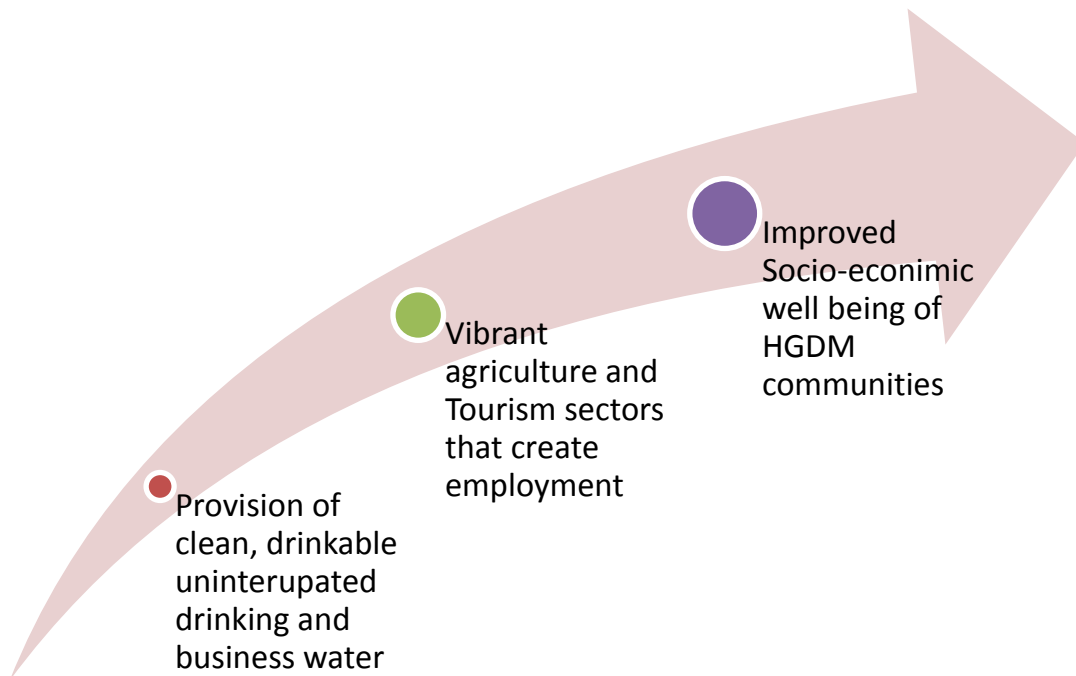 Improved
Socio-econimic
well being of
HGDM
communities
Vibrant
agriculture and
Tourism sectors
that create
employment
Provision of
clean, drinkable
uninterupated
drinking and
business water